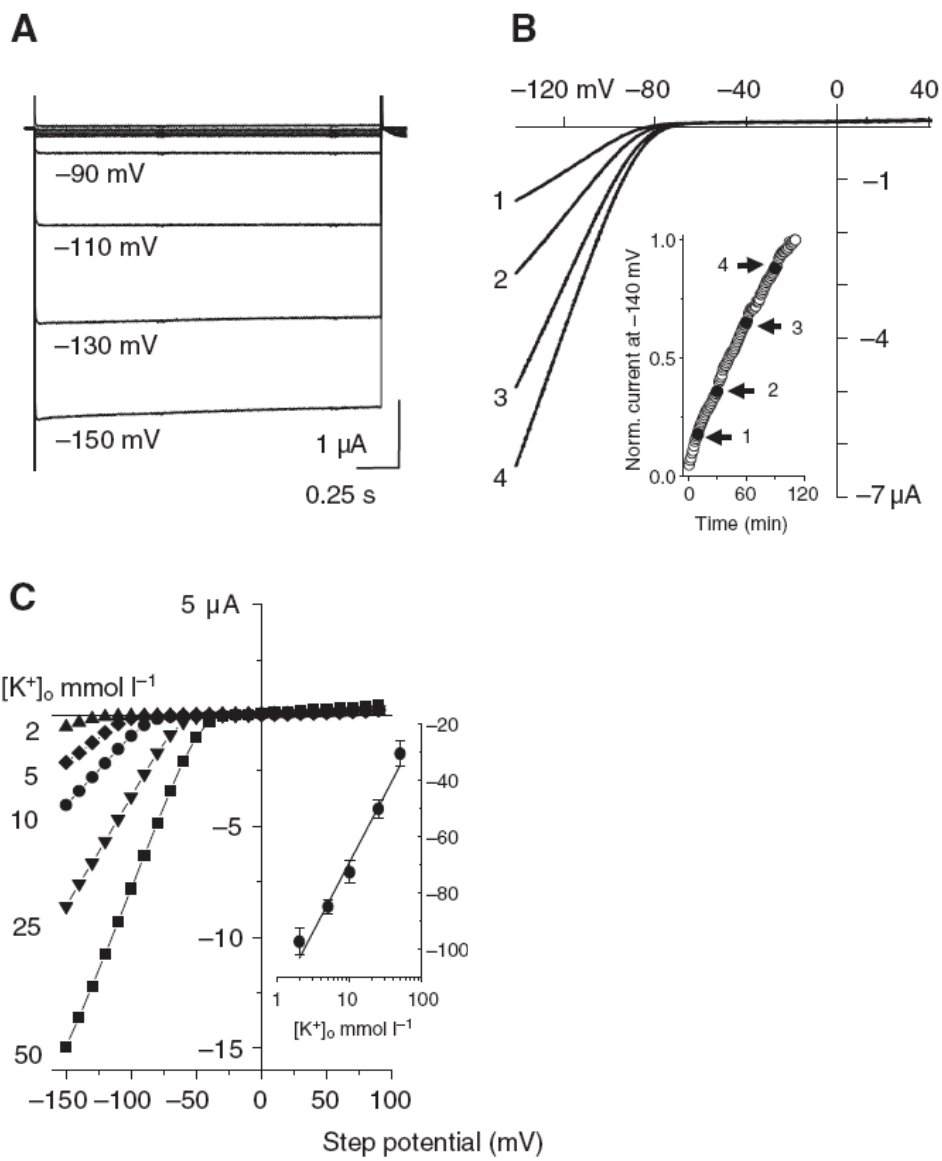 A
−90 mV
−110 mV
−130 mV
−150 mV
1 µA
0.25 s
B
−120 mV −80 −40 0 40
−1
−4
−7 µA
1
2
3
4
Norm. current at −140 mV
1.0
0.5
0.0
4
3
2
1
0 60 120
Time (min)
C
5 µA
[K⁺]ₒ mmol l⁻¹
2
5
10
25
50
−5
−10
−15
−20
−40
−60
−80
−100
1 10 100
[K⁺]ₒ mmol l⁻¹
−150 −100 −50 0 50 100
Step potential (mV)